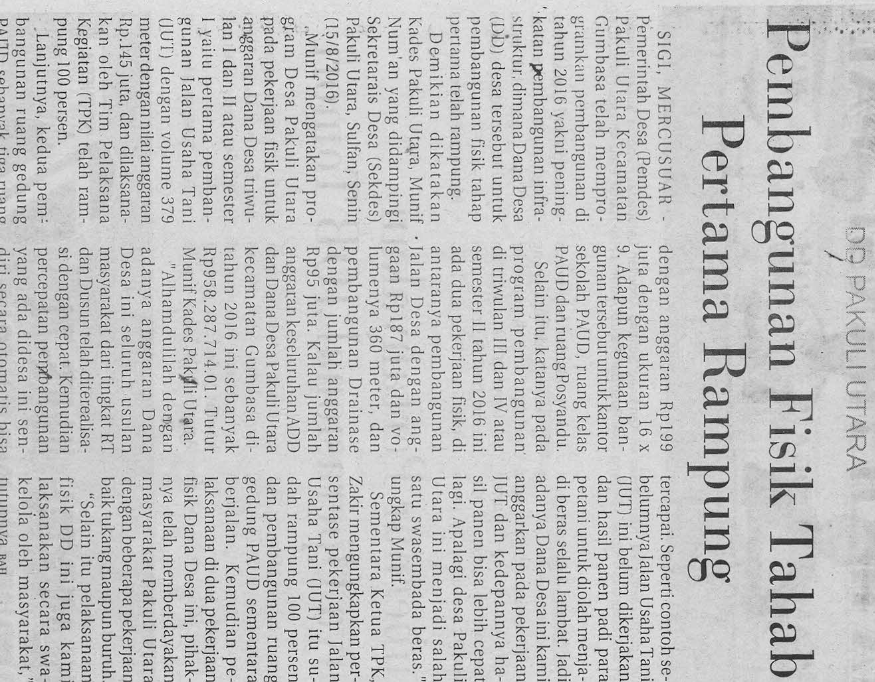 DD PAKULI UTARA
Pembangunan Fisik Tahab
Pertama Rampung
SIGI, MERCUSUAR -
Pemerintah Desa (Pemdes)
Pakuli Utara Kecamatan
Gumbasa telah mempro-
gramkan pembangunan di
tahun 2016 yakni pening-
katan pembangunan infra-
struktur, dimana Dana Desa
(DD) desa tersebut untuk
pembangunan fisik tahap
pertama telah rampung.
Demikian dikatakan
Kades Pakuli Utara, Munif
Num'an yang didampingi
Sekretarais Desa (Sekdes)
Pakuli Utara, Sulfan, Senin
(15/8/2016).
Munif mengatakan pro-
gram Desa Pakuli Utara
pada pekerjaan fisik untuk
anggaran Dana Desa triwu-
lan I dan II atau semester
I yaitu pertama pemban-
gunan Jalan Usaha Tani
(JUT) dengan volume 379
meter dengan nilai anggaran
Rp.145 juta, dan dilaksana-
kan oleh Tim Pelaksana
Kegiatan (TPK) telah ram-
pung 100 persen.
Lanjutnya, kedua pem-
bangunan ruang gedung
PAUD sebanyak tiga ruang
dengan anggaran Rp199
juta dengan ukuran 16 x
9. Adapun kegunaan ban-
gunan tersebut untuk kantor
sekolah PAUD, ruang kelas
PAUD dan ruang Posyandu.
Selain itu, katanya pada
program pembangunan
di triwulan III dan IV atau
semester II tahun 2016 ini
ada dua pekerjaan fisik, di
antaranya pembangunan
Jalan Desa dengan ang-
gaan Rp187 juta dan vo-
lumenya 360 meter, dan
pembangunan Drainase
dengan jumlah anggaran
Rp95 juta. Kalau jumlah
anggaran keseluruhan ADD
dan Dana Desa Pakuli Utara
kecamatan Gumbasa di-
tahun 2016 ini sebanyak
Rp958.287.714.01. Tutur
Munif Kades Pakuli Utara.
"Alhamdulilah dengan
adanya anggaran Dana
Desa ini seluruh usulan
masyarakat dari tingkat RT
dan Dusun telah diterealisa-
si dengan cepat. Kemudian
percepatan pembangunan
yang ada didesa ini sen-
diri secara otomatis bisa
tercapai. Seperti contoh se-
belumnya Jalan Usaha Tani
(JUT) ini belum dikerjakan
dan hasil panen padi para
petani untuk diolah menja-
di beras selalu lambat. Jadi
adanya Dana Desa ini kami
anggarkan pada pekerjaan
JUT dan kedepannya ha-
sil panen bisa lebih cepat
lagi. Apalagi desa Pakuli
Utara ini menjadi salah
satu swasembada beras."
ungkap Munif.
Sementara Ketua TPK,
Zakir mengungkapkan per-
sentase pekerjaan Jalan
Usaha Tani (JUT) itu su-
dah rampung 100 persen
dan pembangunan ruang
gedung PAUD sementara
berjalan. Kemudian pe-
laksanaan di dua pekerjaan
fisik Dana Desa ini, pihak-
nya telah memberdayakan
masyarakat Pakuli Utara
dengan beberapa pekerjaan
baik tukang maupun buruh.
"Selain itu pelaksanaan
fisik DD ini juga kami
laksanakan secara swa-
kelola oleh masyarakat,"
tutupnya. BAH